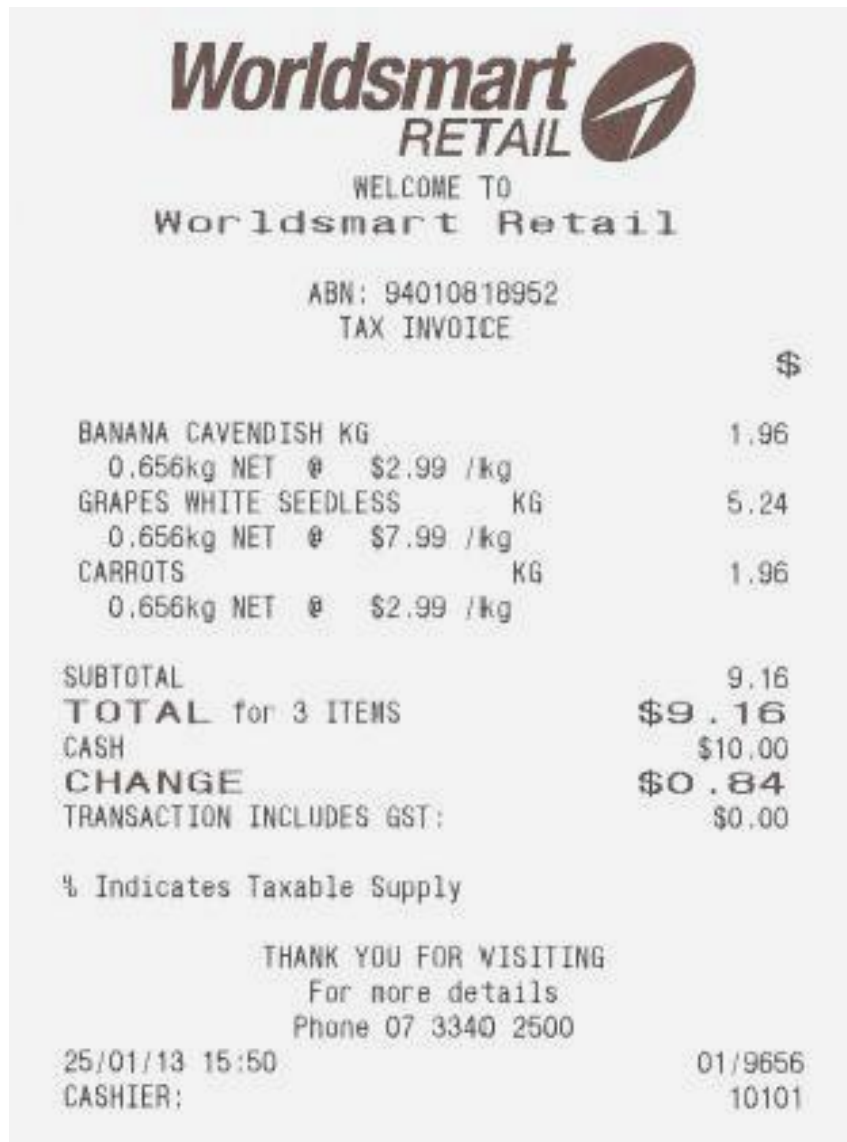 Worldsmart
RETAIL
WELCOME TO
Worldsmart Retail
ABN: 94010818952
TAX INVOICE
$
BANANA CAVENDISH KG 1.96
0.656kg NET @ $2.99 /kg
GRAPES WHITE SEEDLESS KG 5.24
0.656kg NET @ $7.99 /kg
CARROTS KG 1.96
0.656kg NET @ $2.99 /kg
SUBTOTAL 9.16
TOTAL for 3 ITEMS $9.16
CASH $10.00
CHANGE $0.84
TRANSACTION INCLUDES GST: $0.00
% Indicates Taxable Supply
THANK YOU FOR VISITING
For more details
Phone 07 3340 2500
25/01/13 15:50 01/9656
CASHIER: 10101